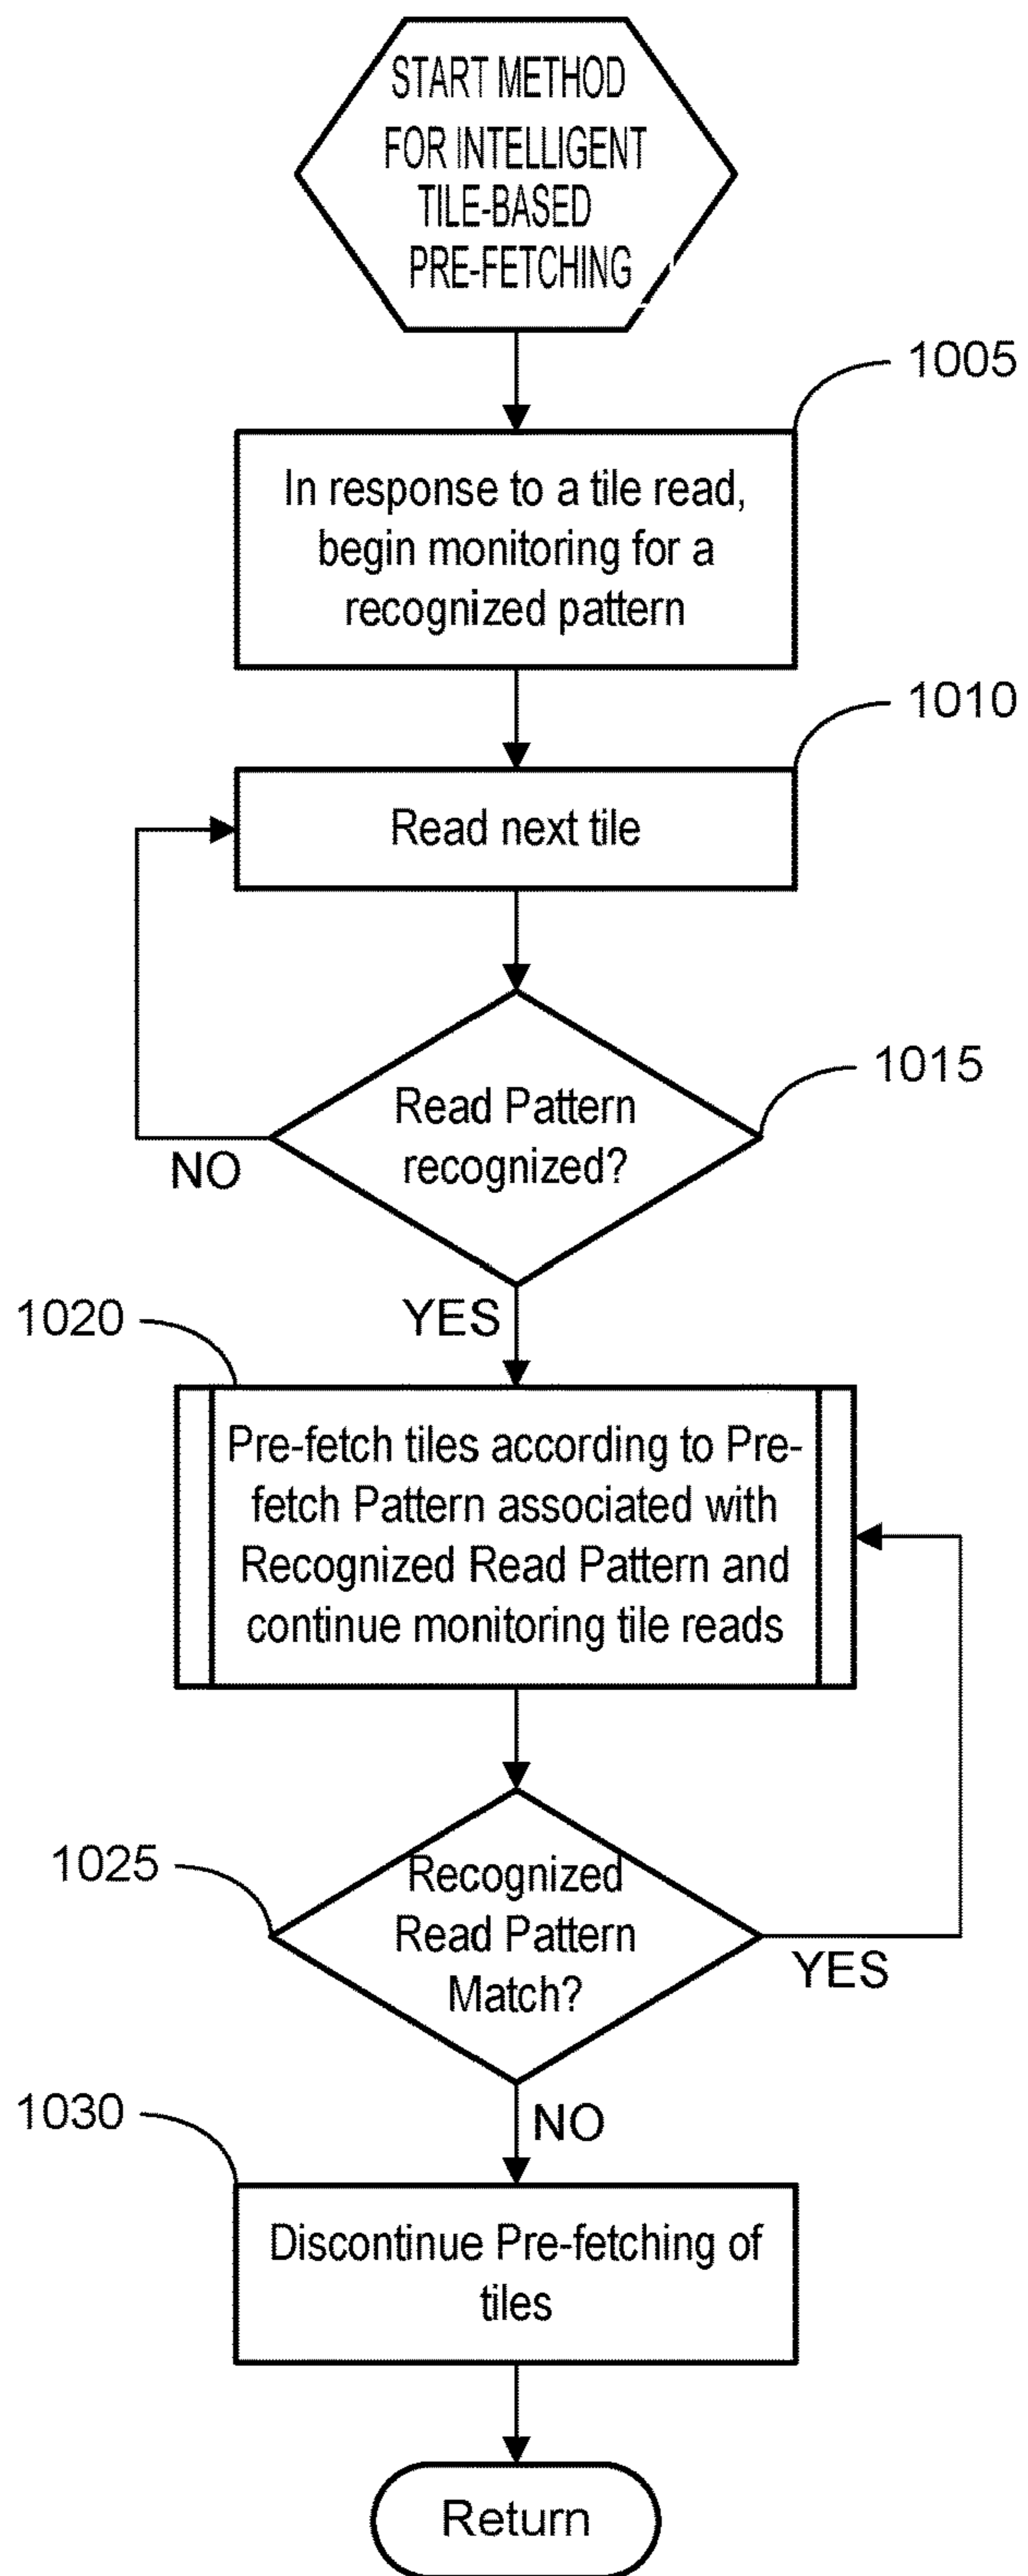 START METHOD
FOR INTELLIGENT
TILE-BASED
PRE-FETCHING
1005
In response to a tile read,
begin monitoring for a
recognized pattern
1010
Read next tile
1015
Read Pattern
recognized?
NO
YES
1020
Pre-fetch tiles according to Pre-
fetch Pattern associated with
Recognized Read Pattern and
continue monitoring tile reads
1025
Recognized
Read Pattern
Match?
YES
NO
1030
Discontinue Pre-fetching of
tiles
Return